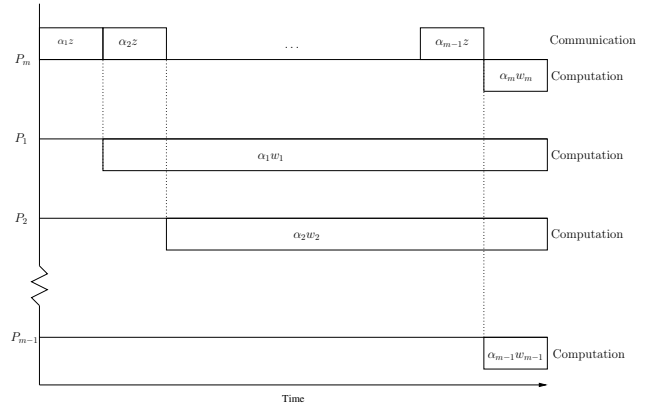 α₁z α₂z ... αₘ₋₁z Communication
Pₘ αₘwₘ Computation
P₁ α₁w₁ Computation
P₂ α₂w₂ Computation
Pₘ₋₁ αₘ₋₁wₘ₋₁ Computation
Time